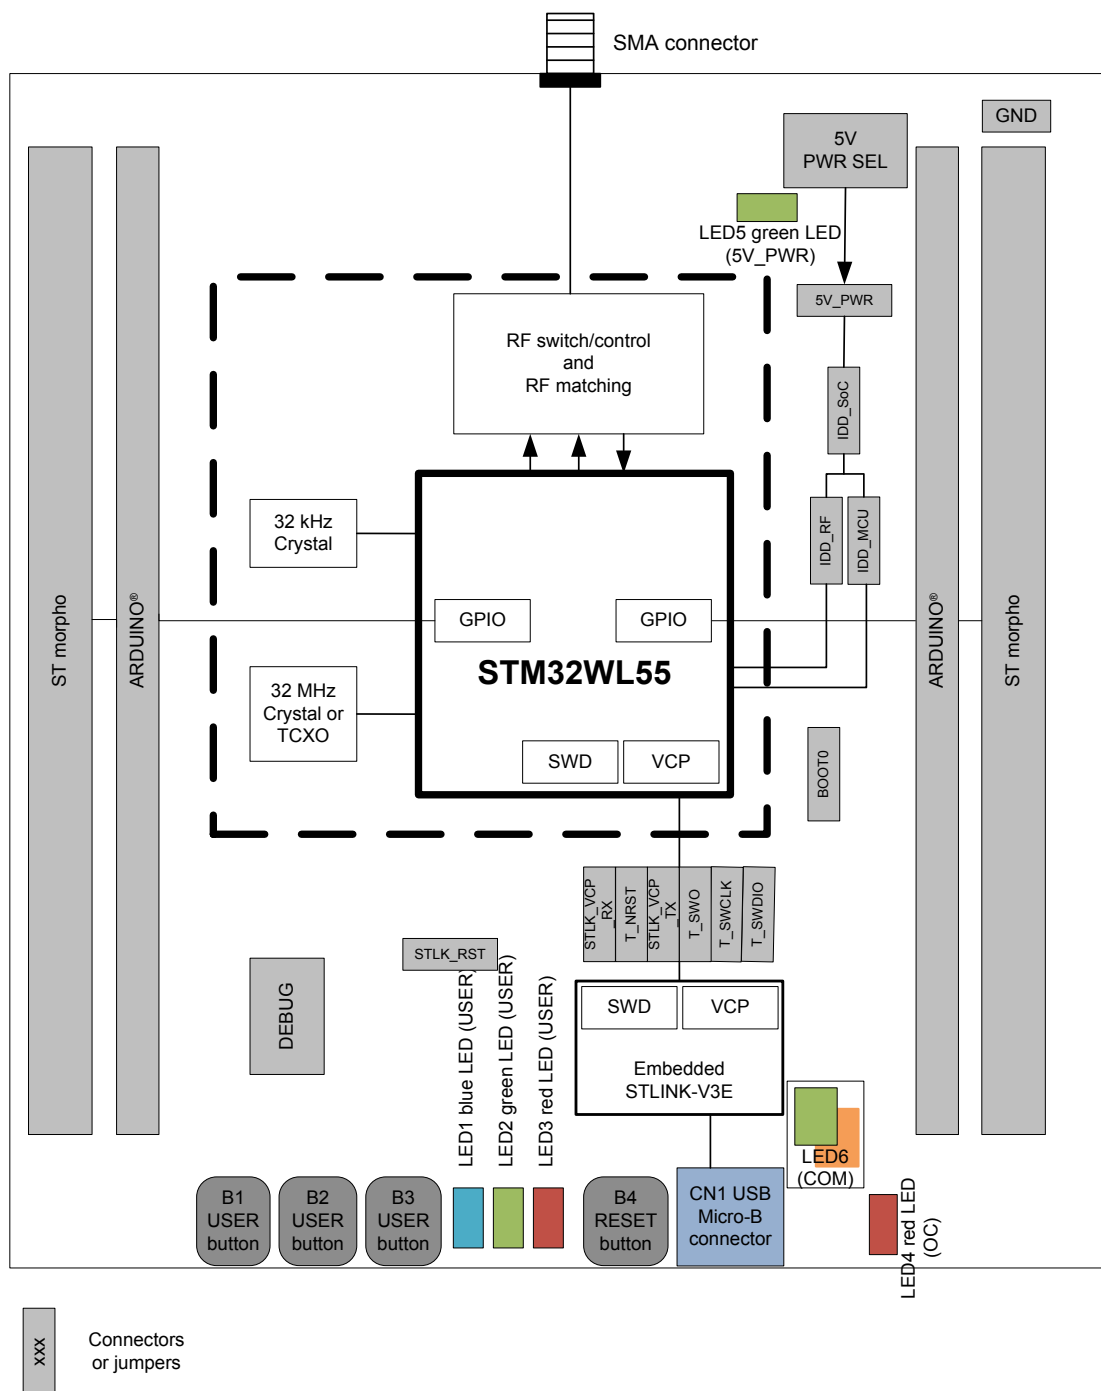 SMA connector
GND
5V
PWR SEL
LED5 green LED
(5V_PWR)
5V_PWR
RF switch/control
and
RF matching
IDD_SoC
IDD_RF
IDD_MCU
32 kHz
Crystal
GPIO
GPIO
STM32WL55
ST morpho
ARDUINO®
ARDUINO®
ST morpho
32 MHz
Crystal or
TCXO
SWD
VCP
BOOT0
STLK_VCP
_RX
T_NRST
STLK_VCP
_TX
T_SWO
T_SWCLK
T_SWDIO
STLK_RST
DEBUG
LED1 blue LED (USER)
LED2 green LED (USER)
LED3 red LED (USER)
SWD
VCP
Embedded
STLINK-V3E
LED6
(COM)
B1
USER
button
B2
USER
button
B3
USER
button
B4
RESET
button
CN1 USB
Micro-B
connector
LED4 red LED
(OC)
xxx
Connectors
or jumpers